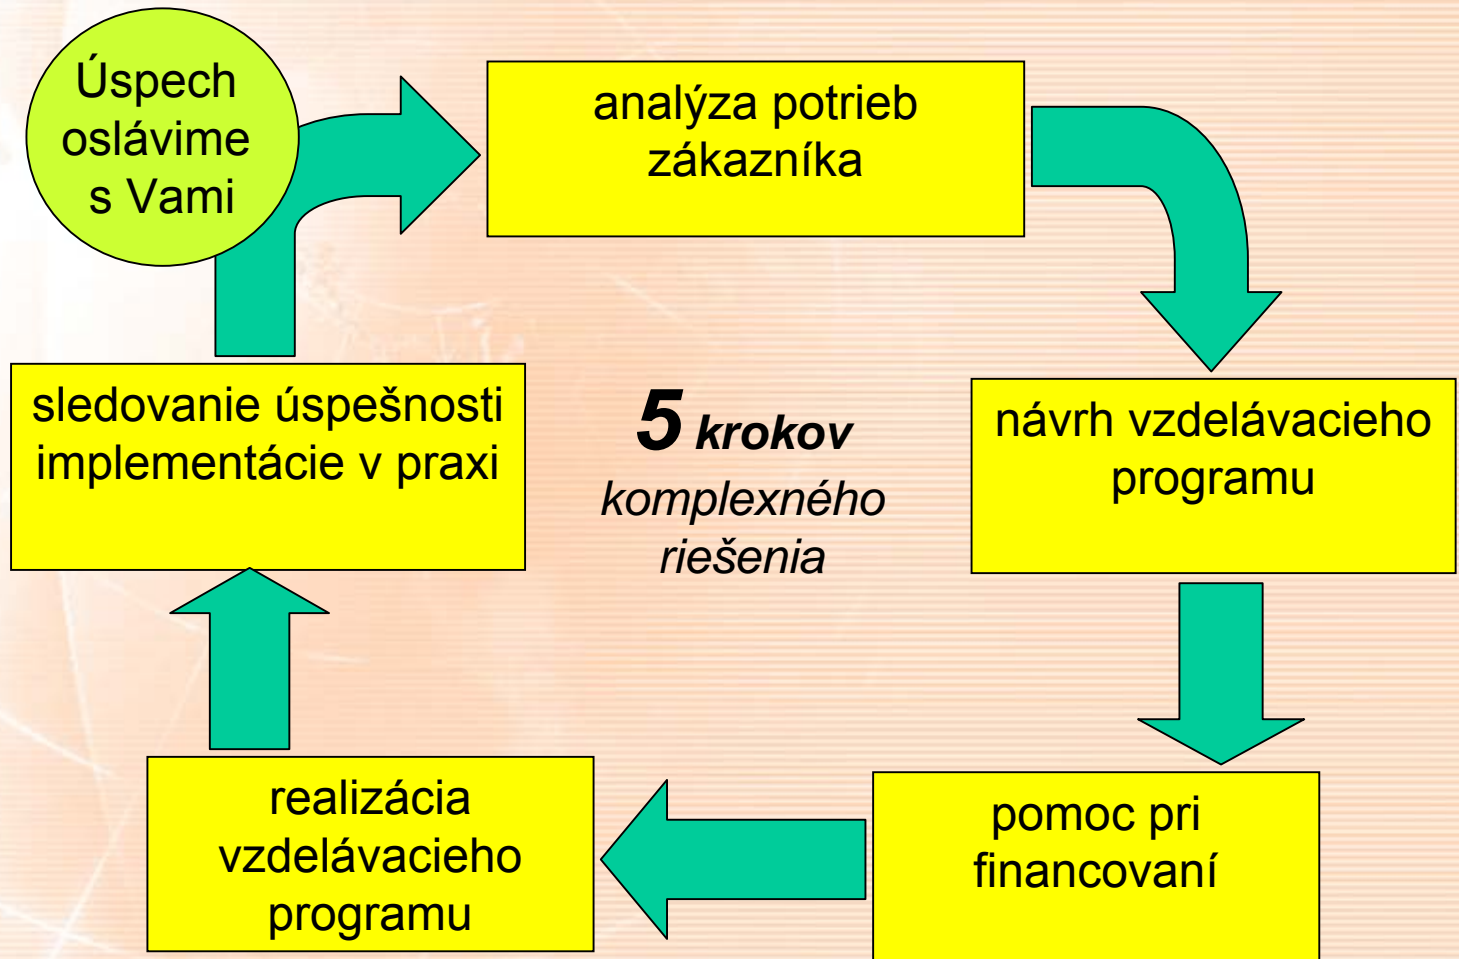 Úspech
oslávime
s Vami
analýza potrieb
zákazníka
návrh vzdelávacieho
programu
pomoc pri
financovaní
realizácia
vzdelávacieho
programu
sledovanie úspešnosti
implementácie v praxi
5 krokov
komplexného
riešenia